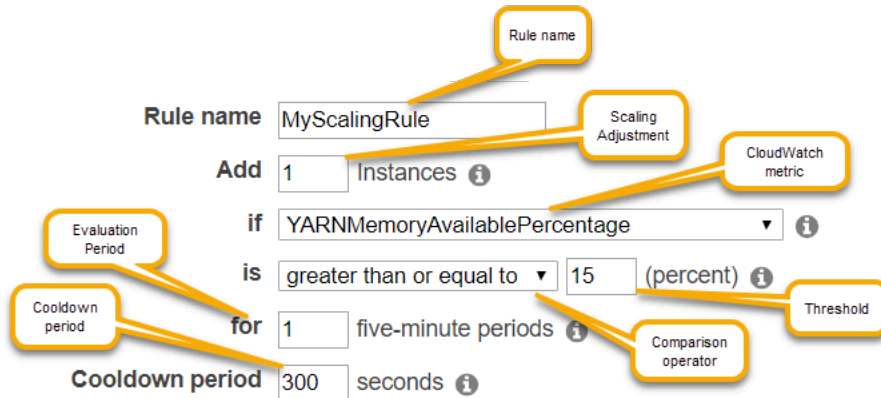 Rule name
Rule name MyScalingRule
Scaling
Adjustment
Add 1 Instances
CloudWatch
metric
if YARNMemoryAvailablePercentage
Evaluation
Period
is greater than or equal to 15 (percent)
Cooldown
period
Threshold
for 1 five-minute periods
Comparison
operator
Cooldown period 300 seconds